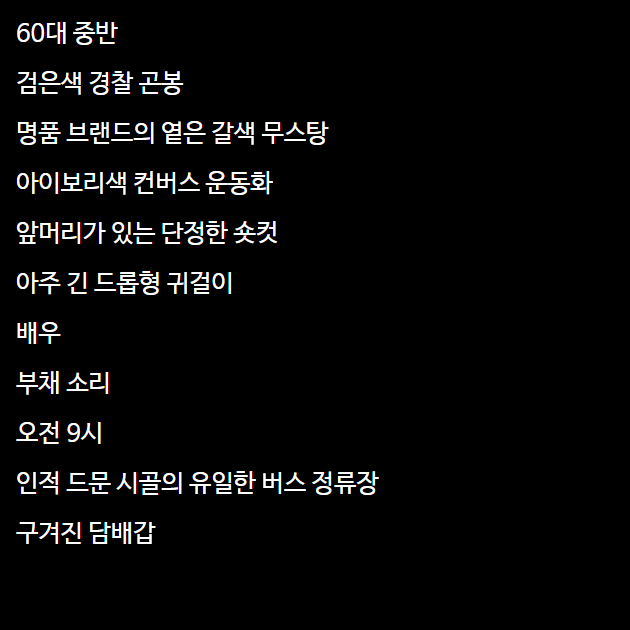 60대 중반
검은색 경찰 곤봉
명품 브랜드의 옅은 갈색 무스탕
아이보리색 컨버스 운동화
앞머리가 있는 단정한 숏컷
아주 긴 드롭형 귀걸이
배우
부채 소리
오전 9시
인적 드문 시골의 유일한 버스 정류장
구겨진 담배갑